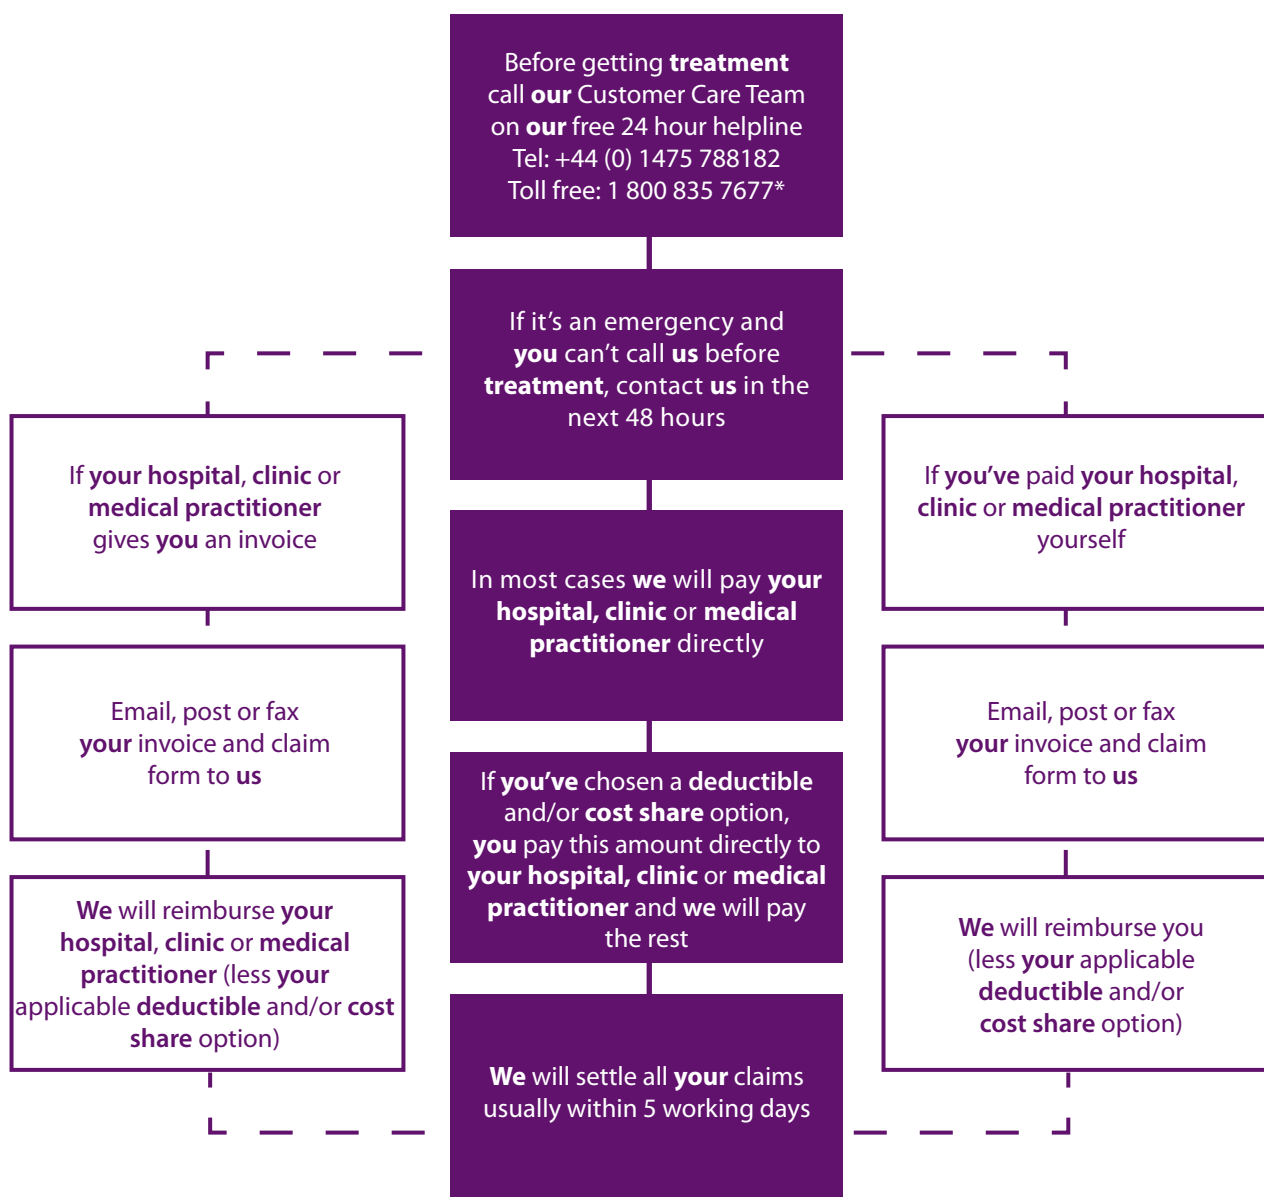 Before getting treatment
call our Customer Care Team
on our free 24 hour helpline
Tel: +44 (0) 1475 788182
Toll free: 1 800 835 7677*
If it's an emergency and
you can't call us before
treatment, contact us in the
next 48 hours
In most cases we will pay your
hospital, clinic or medical
practitioner directly
If you've chosen a deductible
and/or cost share option,
you pay this amount directly to
your hospital, clinic or medical
practitioner and we will pay
the rest
We will settle all your claims
usually within 5 working days
If your hospital, clinic or
medical practitioner
gives you an invoice
Email, post or fax
your invoice and claim
form to us
We will reimburse your
hospital, clinic or medical
practitioner (less your
applicable deductible and/or cost
share option)
If you've paid your hospital,
clinic or medical practitioner
yourself
Email, post or fax
your invoice and claim
form to us
We will reimburse you
(less your applicable
deductible and/or
cost share option)